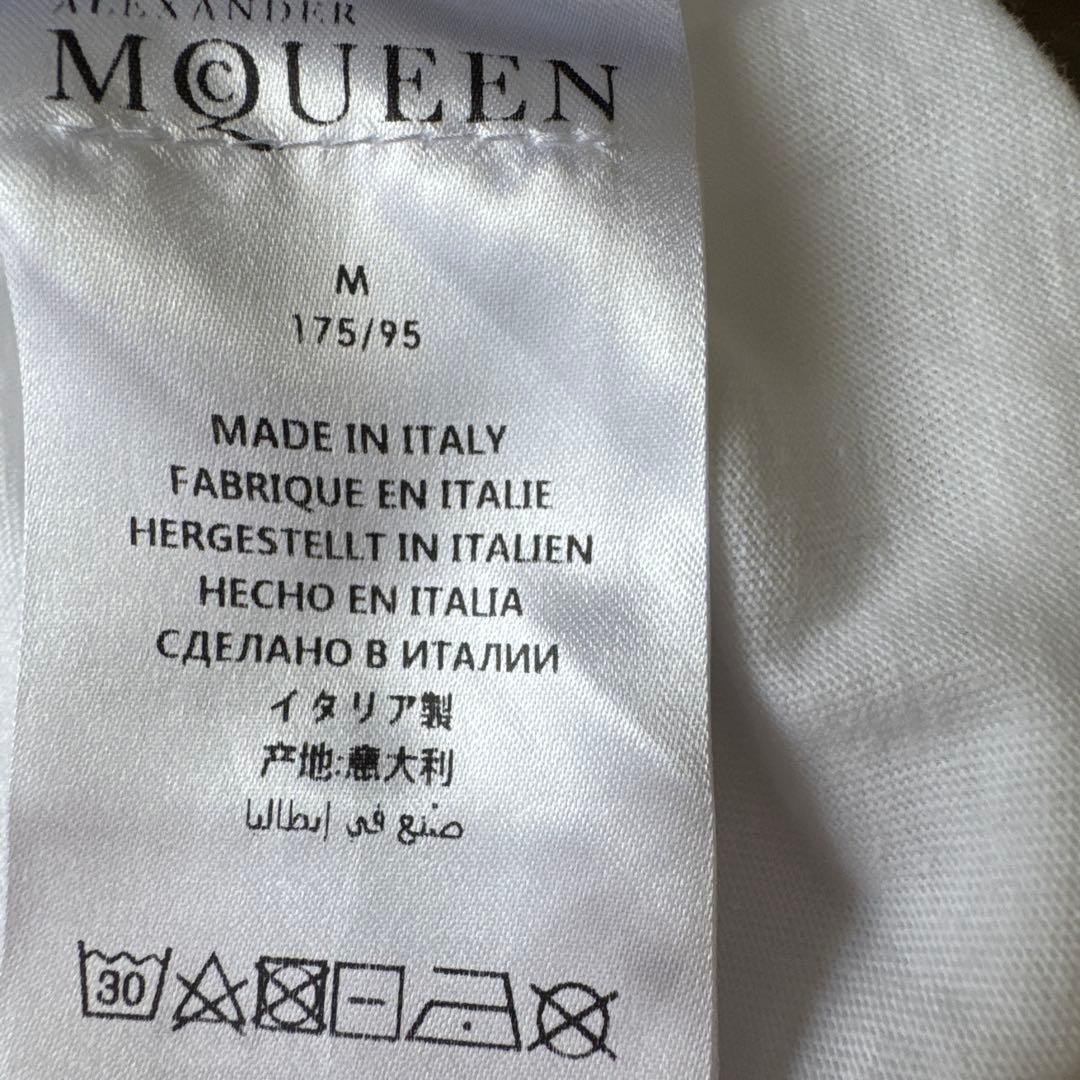 ALEXANDER
McQUEEN
M
175/95
MADE IN ITALY
FABRIQUE EN ITALIE
HERGESTELLT IN ITALIEN
HECHO EN ITALIA
СДЕЛАНО В ИТАЛИИ
イタリア製
产地:意大利
صنع في إيطاليا
30